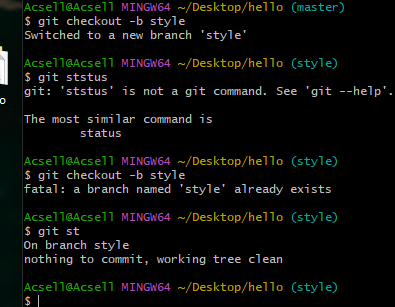 Acsell@Acsell MINGW64 ~/Desktop/hello (master)
$ git checkout -b style
Switched to a new branch 'style'
Acsell@Acsell MINGW64 ~/Desktop/hello (style)
$ git ststus
git: 'ststus' is not a git command. See 'git --help'.
The most similar command is
status
Acsell@Acsell MINGW64 ~/Desktop/hello (style)
$ git checkout -b style
fatal: a branch named 'style' already exists
Acsell@Acsell MINGW64 ~/Desktop/hello (style)
$ git st
On branch style
nothing to commit, working tree clean
Acsell@Acsell MINGW64 ~/Desktop/hello (style)
$